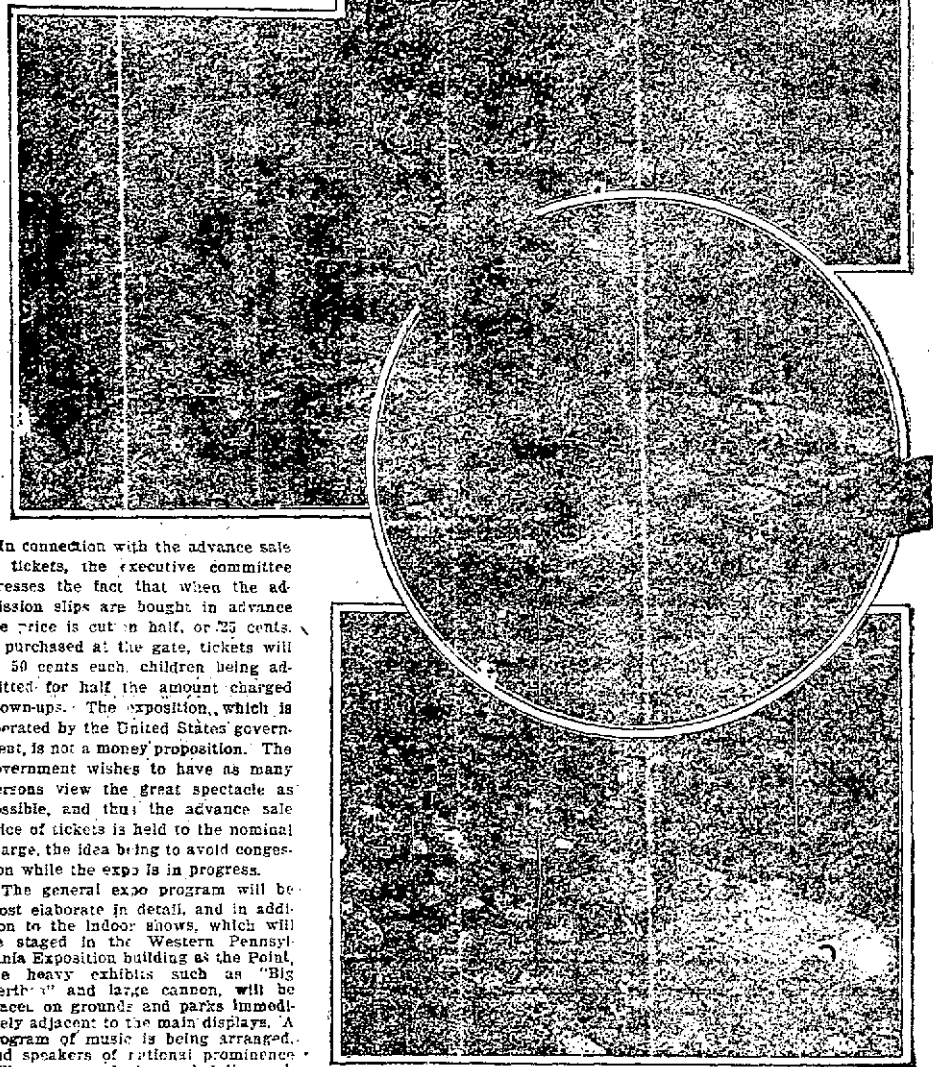 In connection with the advance sale
tickets, the executive committee
resses the fact that when the ad-
ission slips are bought in advance
e price is cut in half, or 25 cents.
purchased at the gate, tickets will
50 cents each, children being ad-
itted for half the amount charged
own-ups. The exposition, which is
erated by the United States govern-
ent, is not a money proposition. The
vernment wishes to have as many
ersons view the great spectacle as
ssible, and thus the advance sale
ice of tickets is held to the nominal
arge, the idea being to avoid conges-
on while the expo is in progress.
The general expo program will be
ost elaborate in detail, and in addi-
on to the indoor shows, which will
e staged in the Western Pennsyl-
ania Exposition building as the Point,
e heavy exhibits such as "Big
erthas" and large cannon, will be
aced on grounds and parks immedi-
ely adjacent to the main displays. A
ogram of music is being arranged,
nd speakers of national prominence